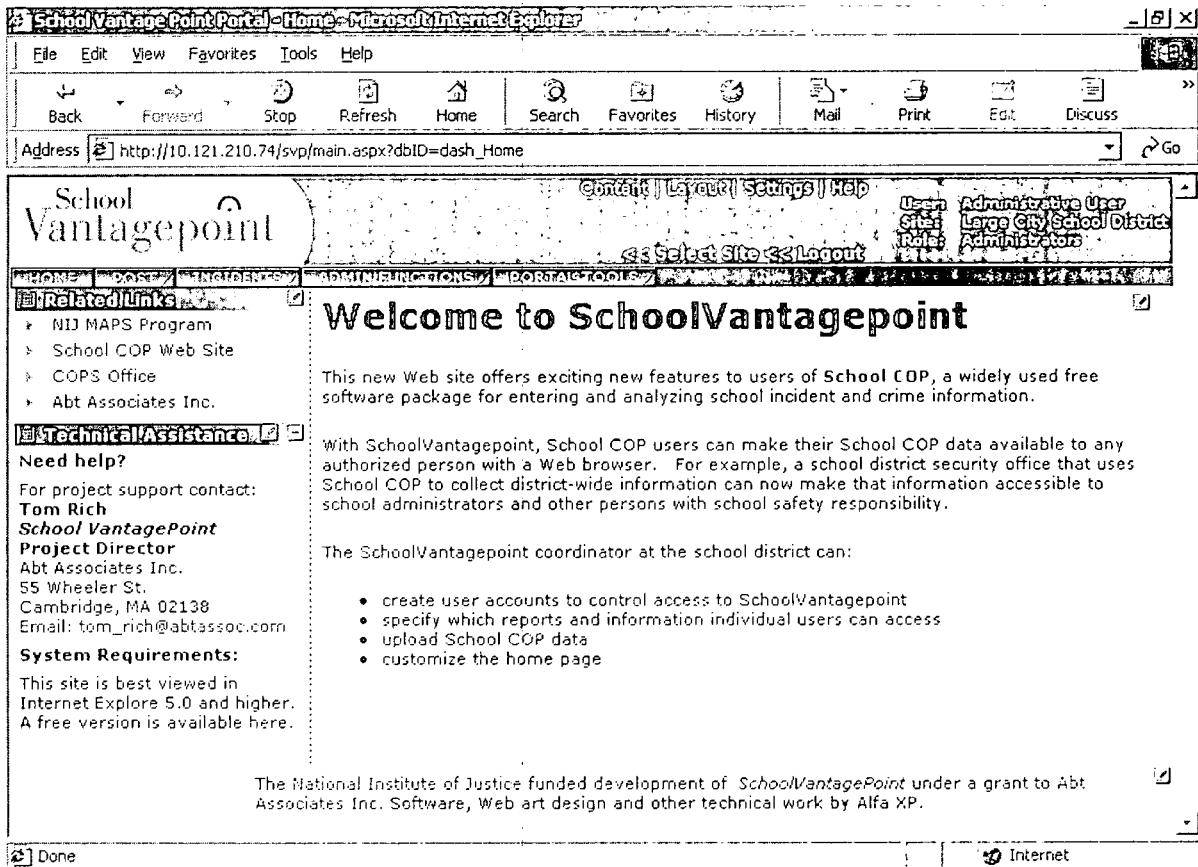 School Vantage Point Portal - Home - Microsoft Internet Explorer
File Edit View Favorites Tools Help
Back Forward Stop Refresh Home Search Favorites History Mail Print Edit Discuss »
Address http://10.121.210.74/svp/main.aspx?dbID=dash_Home Go
School
Vantagepoint
Content | Layout | Settings | Help
User: Administrative User
Site: Large City School District
Role: Administrators
<< Select Site << Logout
HOME POST INCIDENTS ADMIN FUNCTIONS PORTAL TOOLS
Related Links
NIJ MAPS Program
School COP Web Site
COPS Office
Abt Associates Inc.
Technical Assistance
Need help?
For project support contact:
Tom Rich
School VantagePoint
Project Director
Abt Associates Inc.
55 Wheeler St.
Cambridge, MA 02138
Email: tom_rich@abtassoc.com
System Requirements:
This site is best viewed in
Internet Explore 5.0 and higher.
A free version is available here.
Welcome to SchoolVantagepoint
This new Web site offers exciting new features to users of School COP, a widely used free
software package for entering and analyzing school incident and crime information.
With SchoolVantagepoint, School COP users can make their School COP data available to any
authorized person with a Web browser. For example, a school district security office that uses
School COP to collect district-wide information can now make that information accessible to
school administrators and other persons with school safety responsibility.
The SchoolVantagepoint coordinator at the school district can:
• create user accounts to control access to SchoolVantagepoint
• specify which reports and information individual users can access
• upload School COP data
• customize the home page
The National Institute of Justice funded development of SchoolVantagePoint under a grant to Abt
Associates Inc. Software, Web art design and other technical work by Alfa XP.
Done Internet